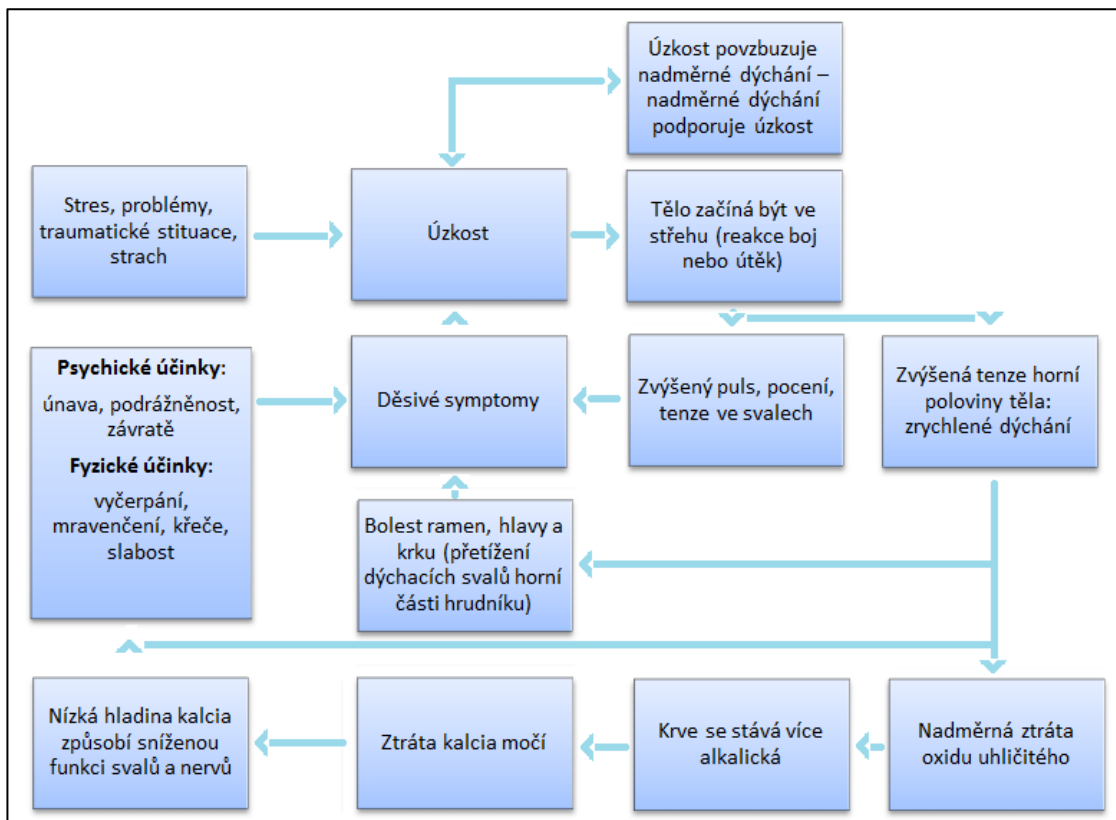 Úzkost povzbuzuje
nadměrné dýchání –
nadměrné dýchání
podporuje úzkost
Stres, problémy,
traumatické stituace,
strach
Úzkost
Tělo začíná být ve
střehu (reakce boj
nebo útěk)
Psychické účinky:
únava, podrážněnost,
závratě
Fyzické účinky:
vyčerpání,
mravenčení, křeče,
slabost
Děsivé symptomy
Zvýšený puls, pocení,
tenze ve svalech
Zvýšená tenze horní
poloviny těla:
zrychlené dýchání
Bolest ramen, hlavy a
krku (přetížení
dýchacích svalů horní
části hrudníku)
Nízká hladina kalcia
způsobí sníženou
funkci svalů a nervů
Ztráta kalcia močí
Krve se stává více
alkalická
Nadměrná ztráta
oxidu uhličitého